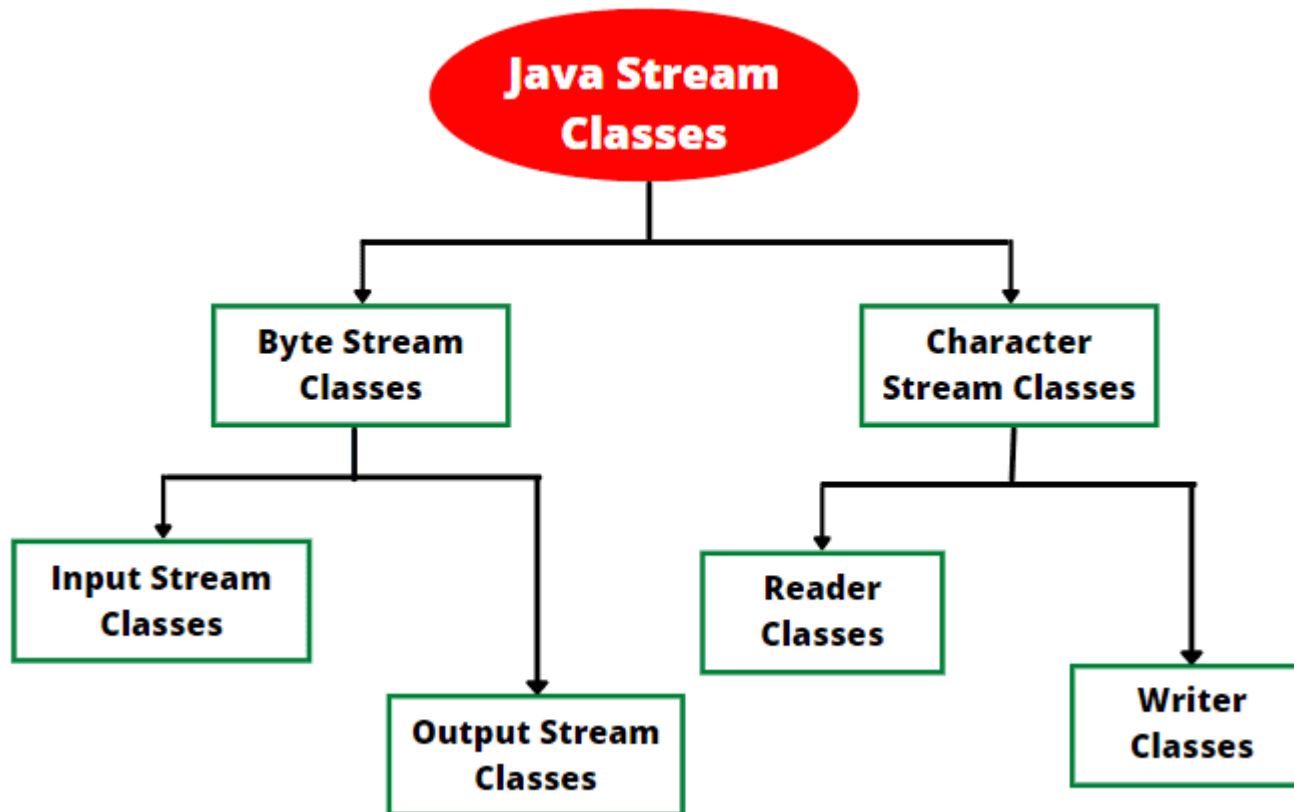 Java Stream
Classes
Byte Stream
Classes
Character
Stream Classes
Input Stream
Classes
Output Stream
Classes
Reader
Classes
Writer
Classes